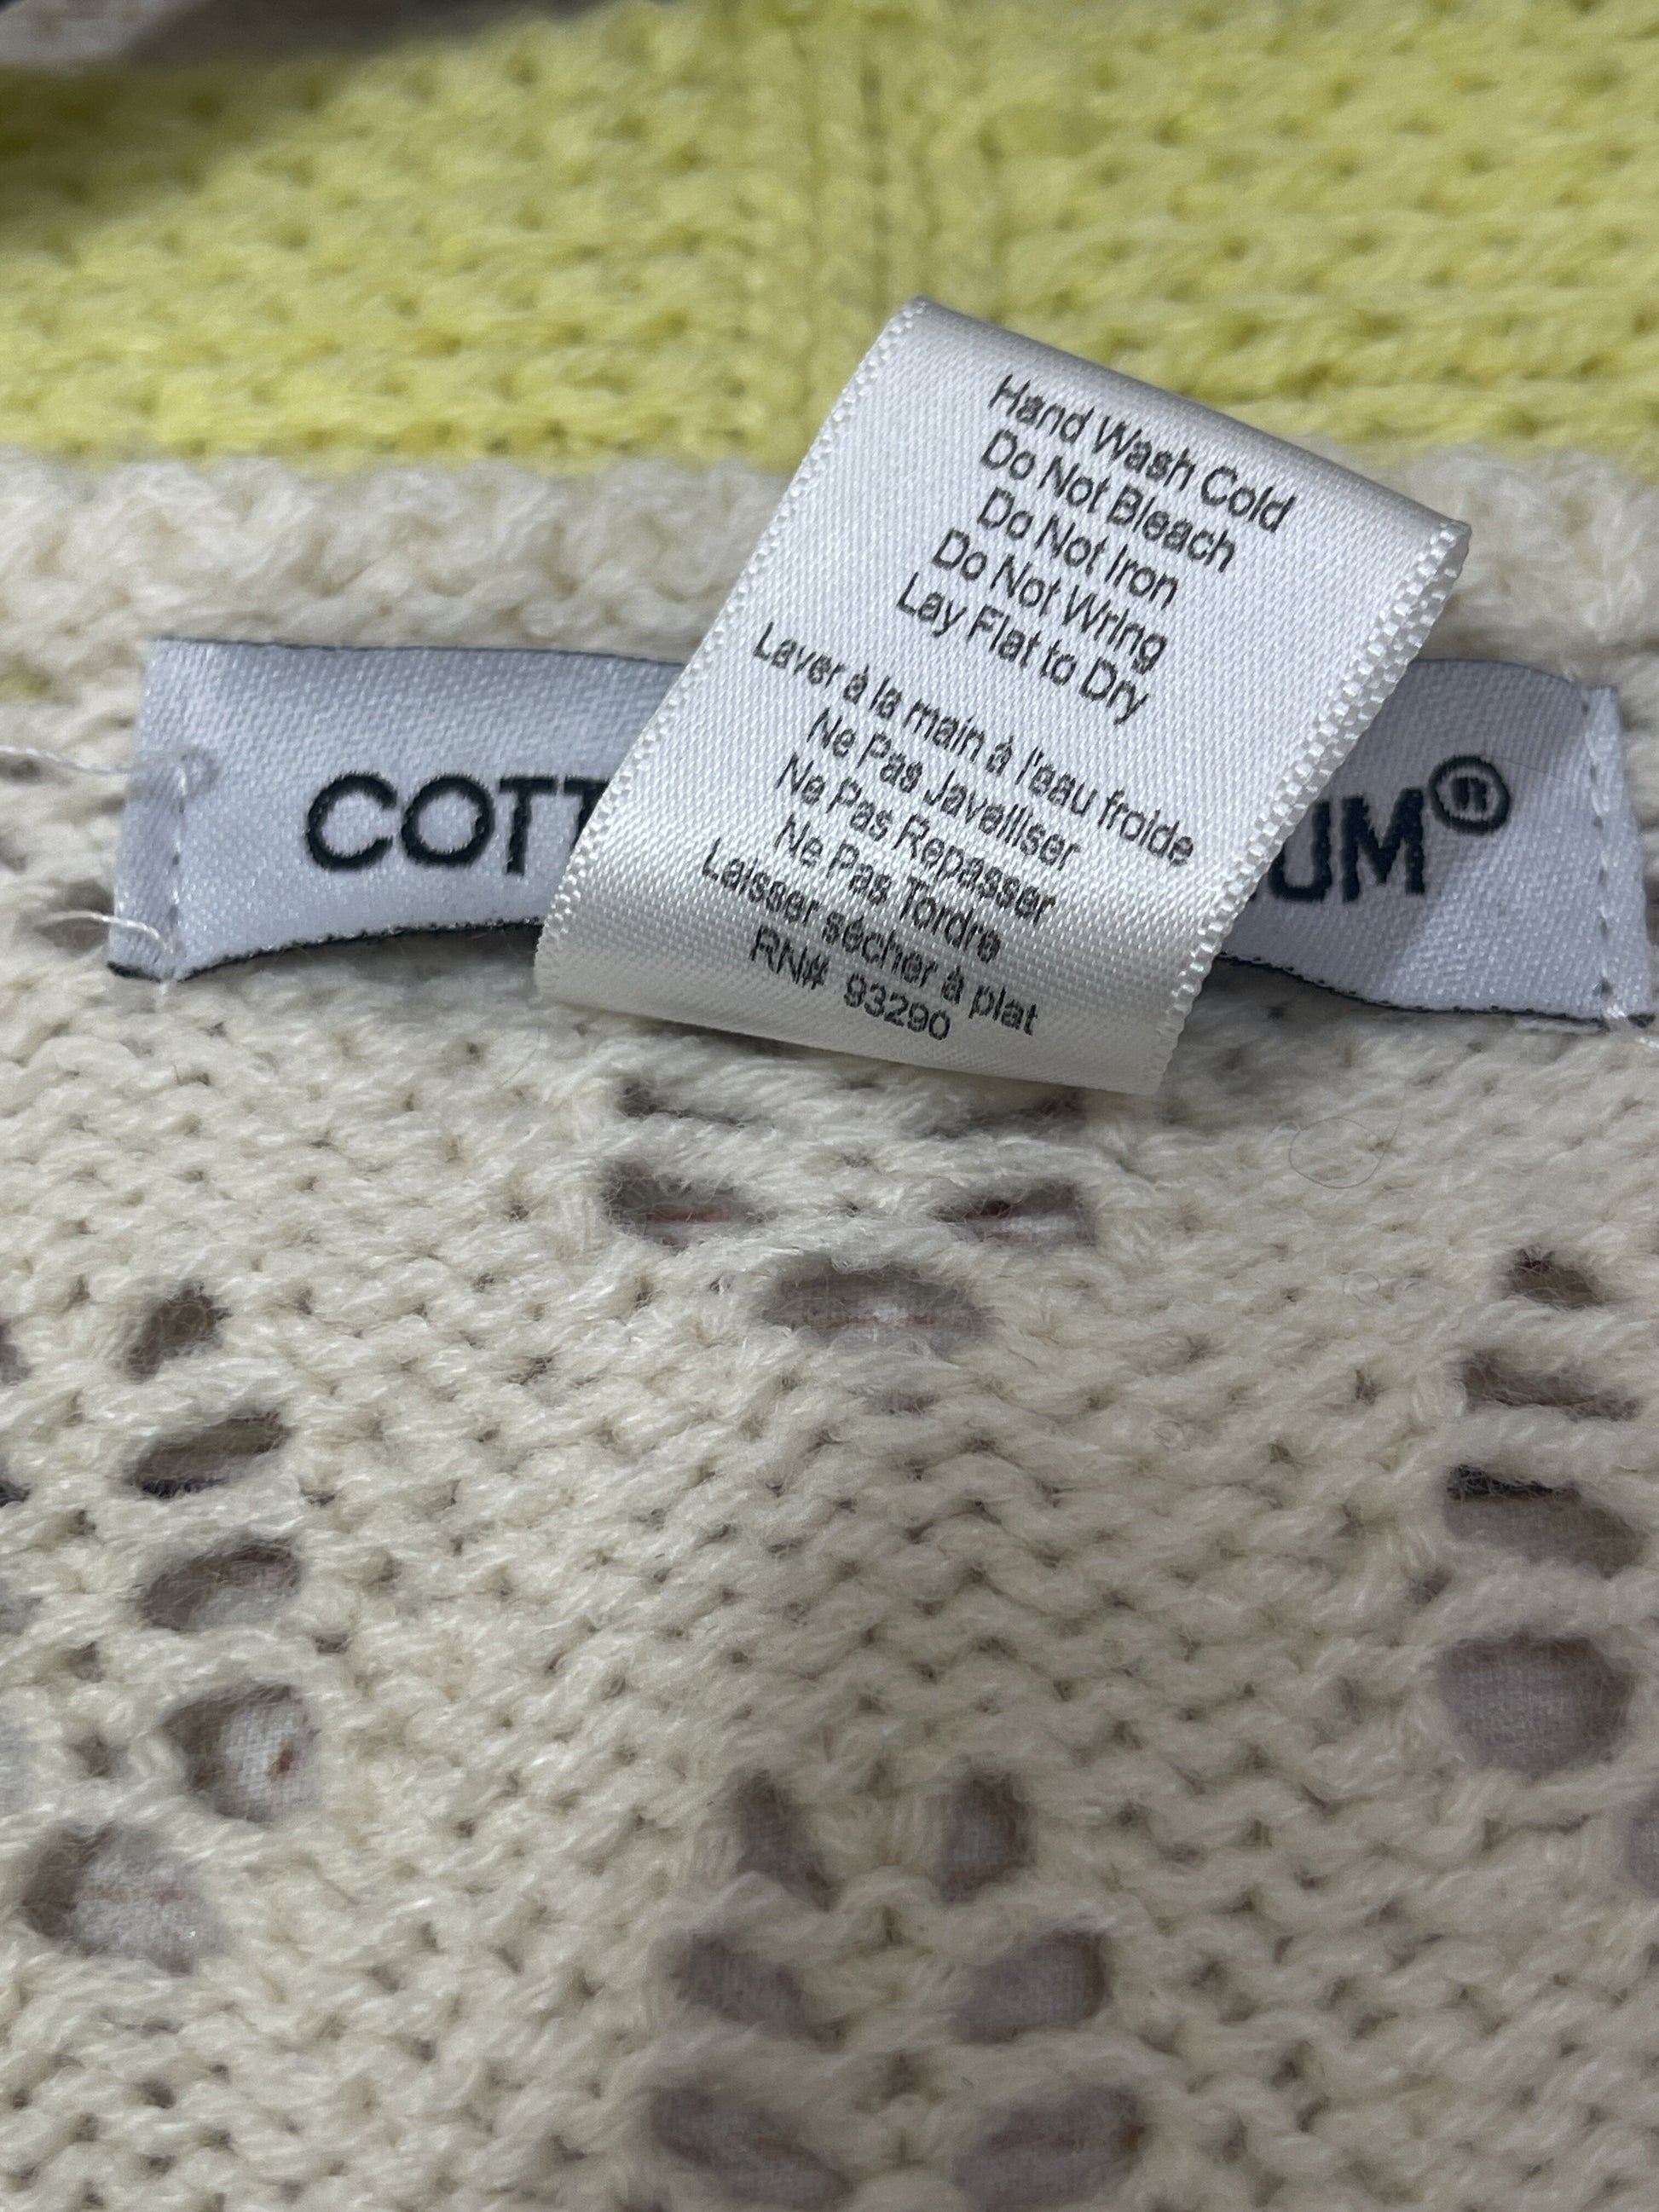 Hand Wash Cold
Do Not Bleach
Do Not Iron
Do Not Wring
Lay Flat to Dry
Laver à la main à l'eau froide
Ne Pas Javelliser
Ne Pas Repasser
Ne Pas Tordre
Laisser sécher à plat
RN# 93290
COTT UM®